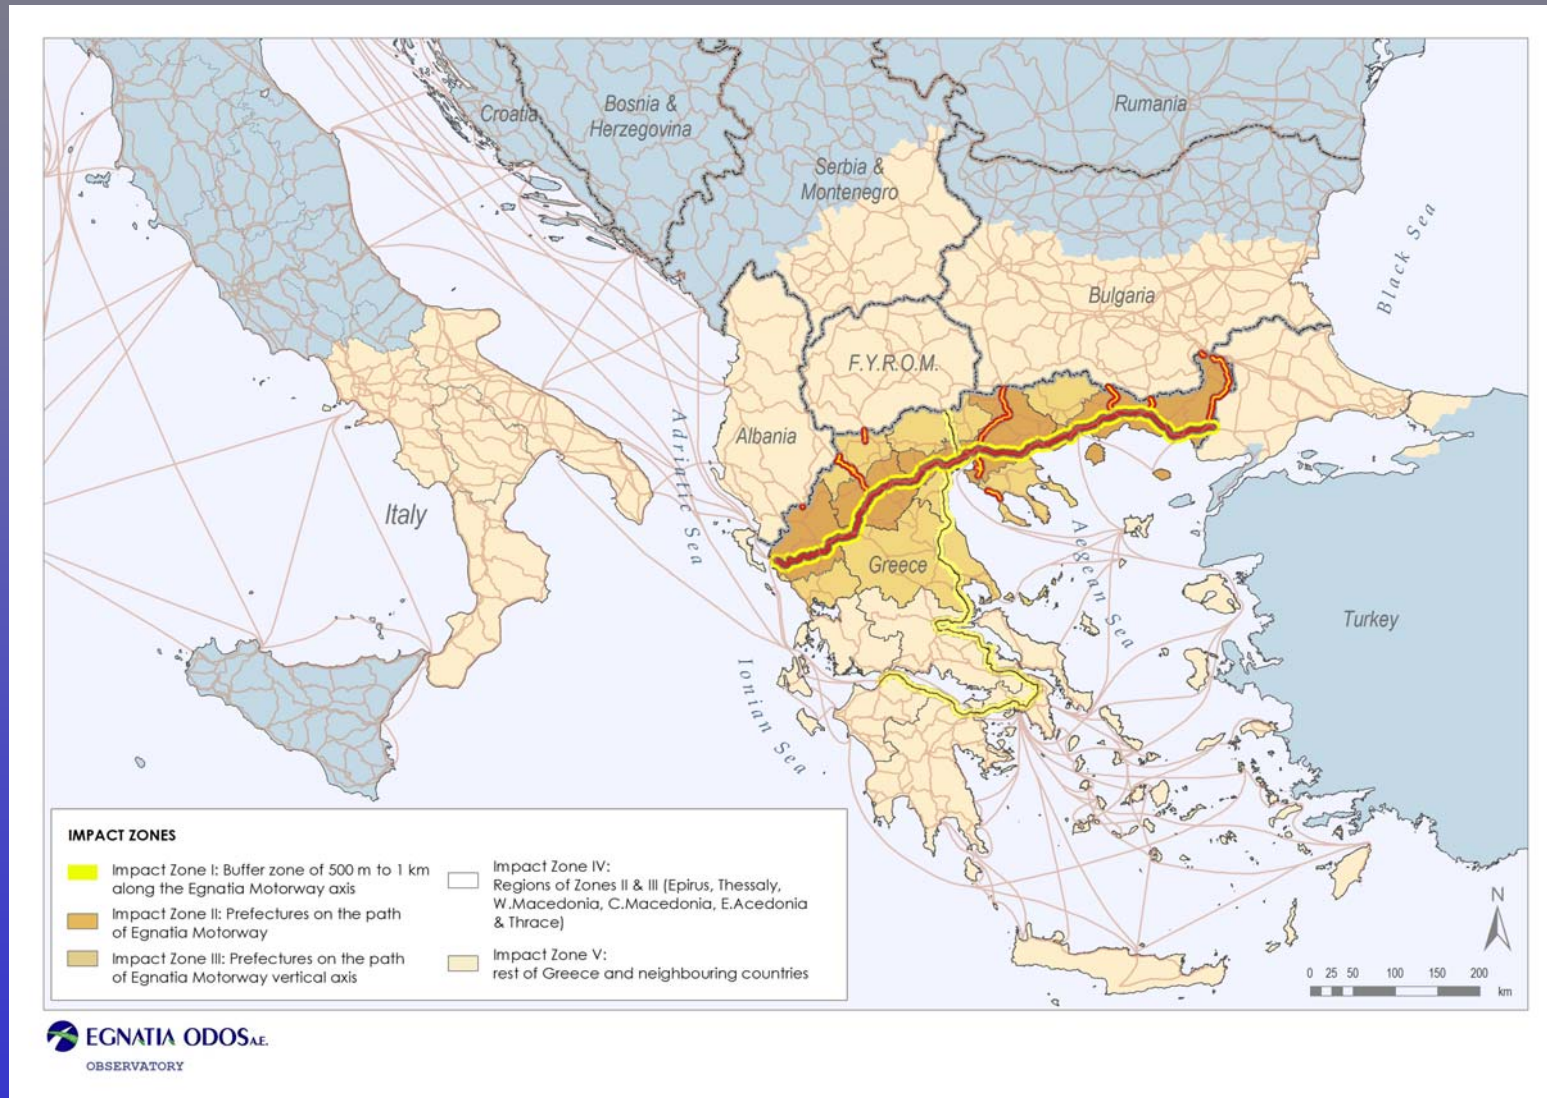 Croatia
Bosnia &
Herzegovina
Rumania
Serbia &
Montenegro
Black Sea
Bulgaria
F.Y.R.O.M.
Adriatic Sea
Albania
Italy
Aegean Sea
Greece
Turkey
Ionian Sea
IMPACT ZONES
Impact Zone I: Buffer zone of 500 m to 1 km
along the Egnatia Motorway axis
Impact Zone II: Prefectures on the path
of Egnatia Motorway
Impact Zone III: Prefectures on the path
of Egnatia Motorway vertical axis
Impact Zone IV:
Regions of Zones II & III (Epirus, Thessaly,
W.Macedonia, C.Macedonia, E.Acedonia
& Thrace)
Impact Zone V:
rest of Greece and neighbouring countries
N
0 25 50 100 150 200
km
EGNATIA ODOS A.E.
OBSERVATORY